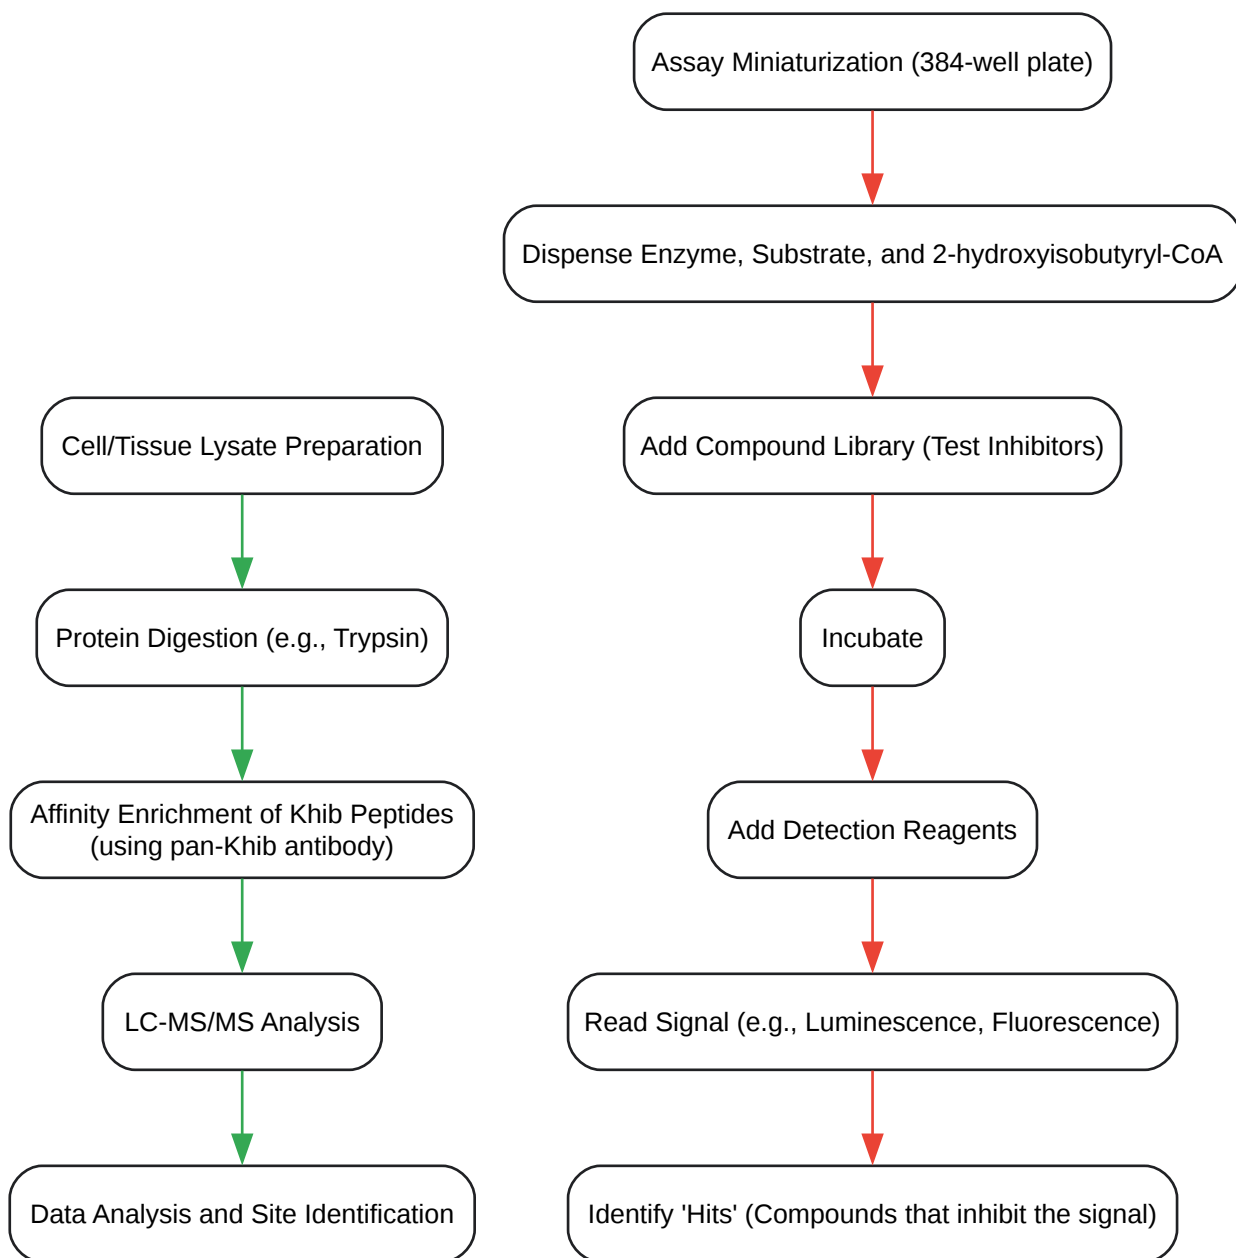 Assay Miniaturization (384-well plate)
Dispense Enzyme, Substrate, and 2-hydroxyisobutyryl-CoA
Add Compound Library (Test Inhibitors)
Incubate
Add Detection Reagents
Read Signal (e.g., Luminescence, Fluorescence)
Identify 'Hits' (Compounds that inhibit the signal)
Cell/Tissue Lysate Preparation
Protein Digestion (e.g., Trypsin)
Affinity Enrichment of Khib Peptides
(using pan-Khib antibody)
LC-MS/MS Analysis
Data Analysis and Site Identification